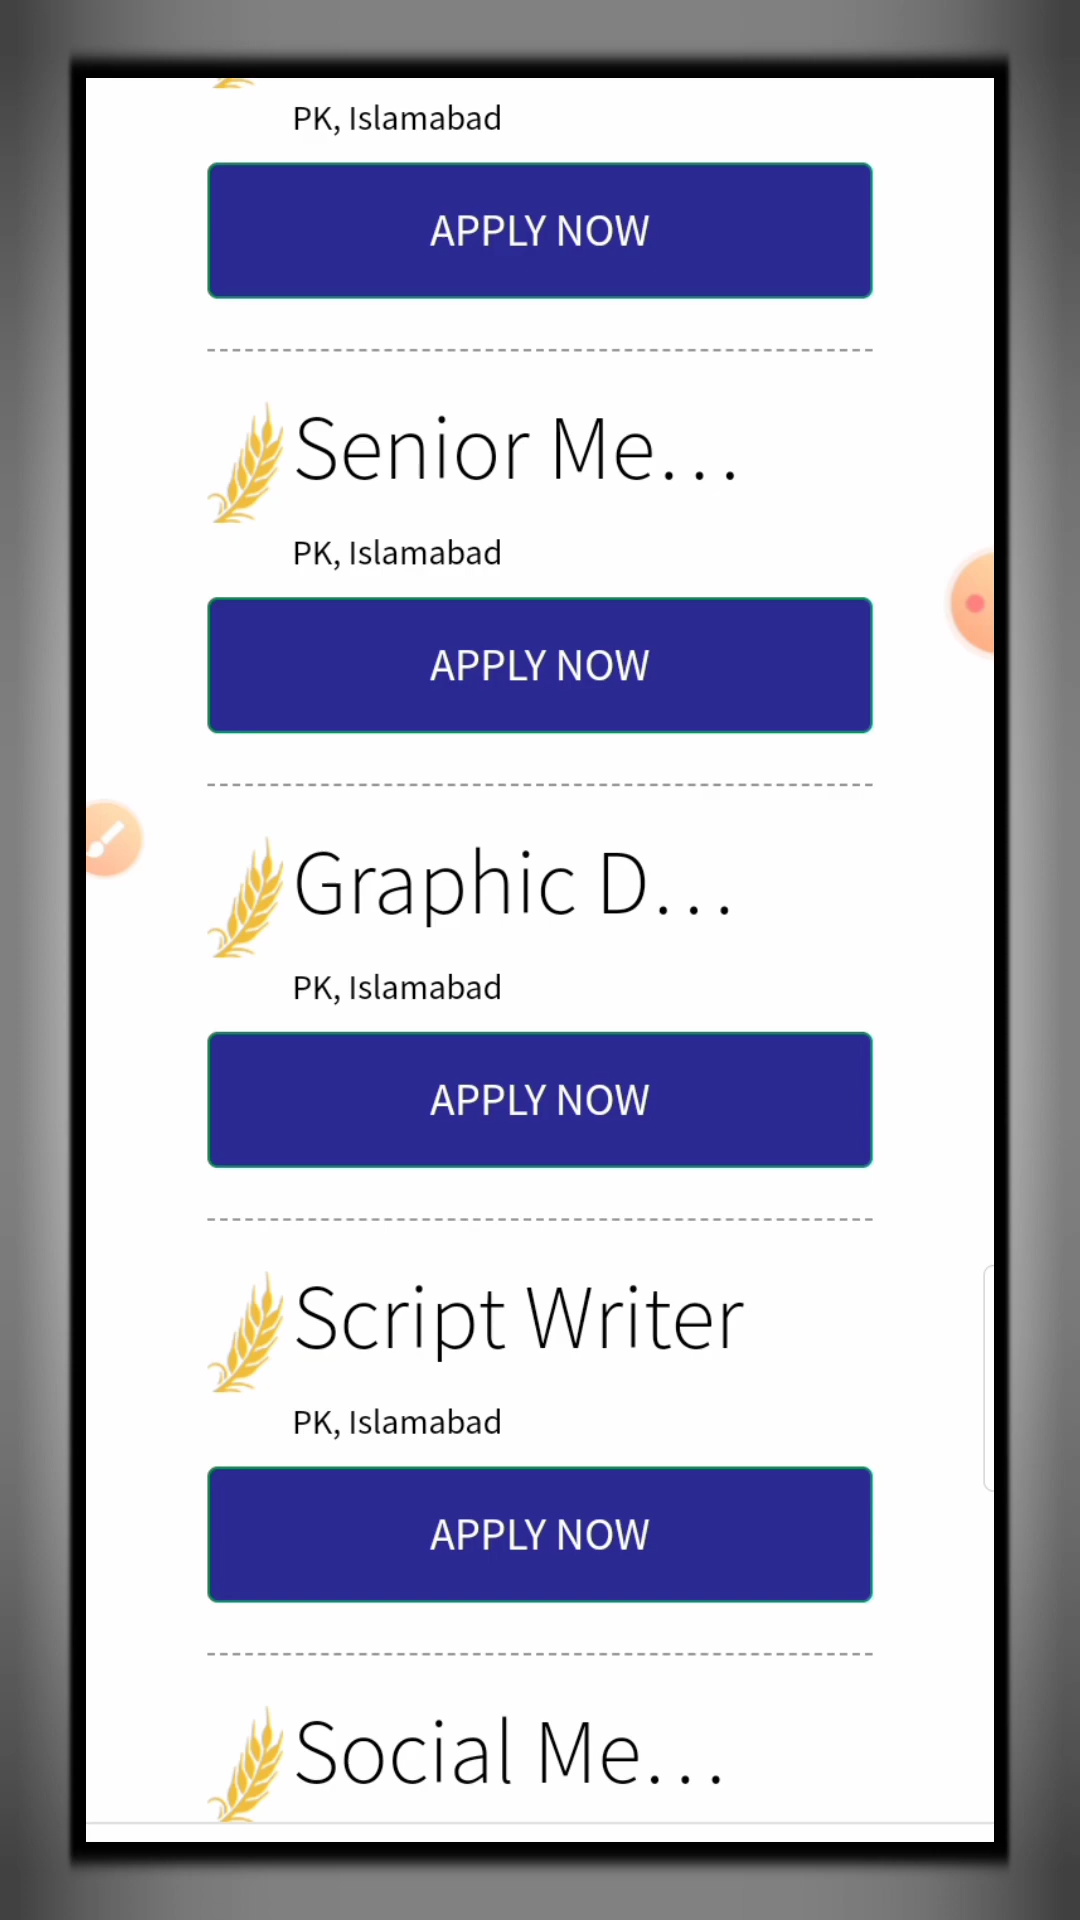 PK, Islamabad
APPLY NOW
Senior Me...
PK, Islamabad
APPLY NOW
Graphic D...
PK, Islamabad
APPLY NOW
Script Writer
PK, Islamabad
APPLY NOW
Social Me...